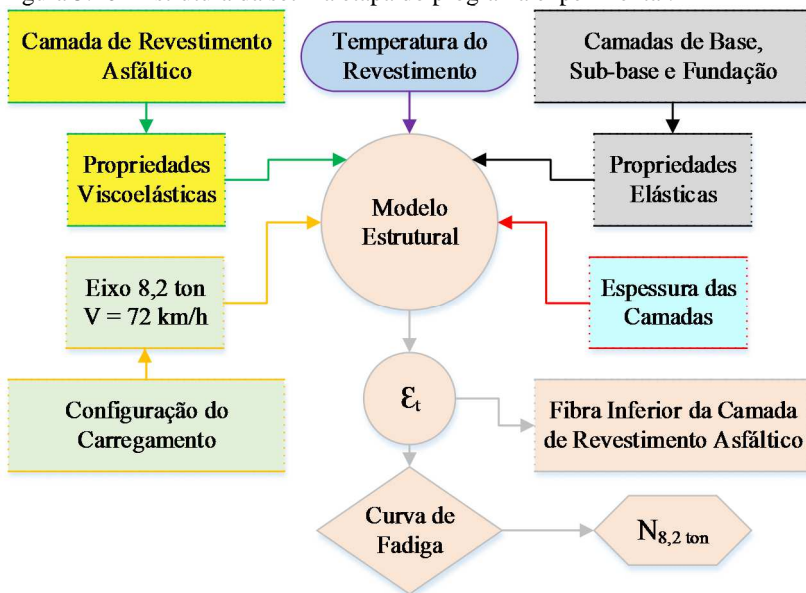 Camada de Revestimento
Asfáltico
Temperatura do
Revestimento
Camadas de Base,
Sub-base e Fundação
Propriedades
Viscoelásticas
Propriedades
Elásticas
Modelo
Estrutural
Eixo 8,2 ton
V = 72 km/h
Espessura das
Camadas
Configuração do
Carregamento
Ɛt
Fibra Inferior da Camada
de Revestimento Asfáltico
Curva de
Fadiga
N8,2 ton